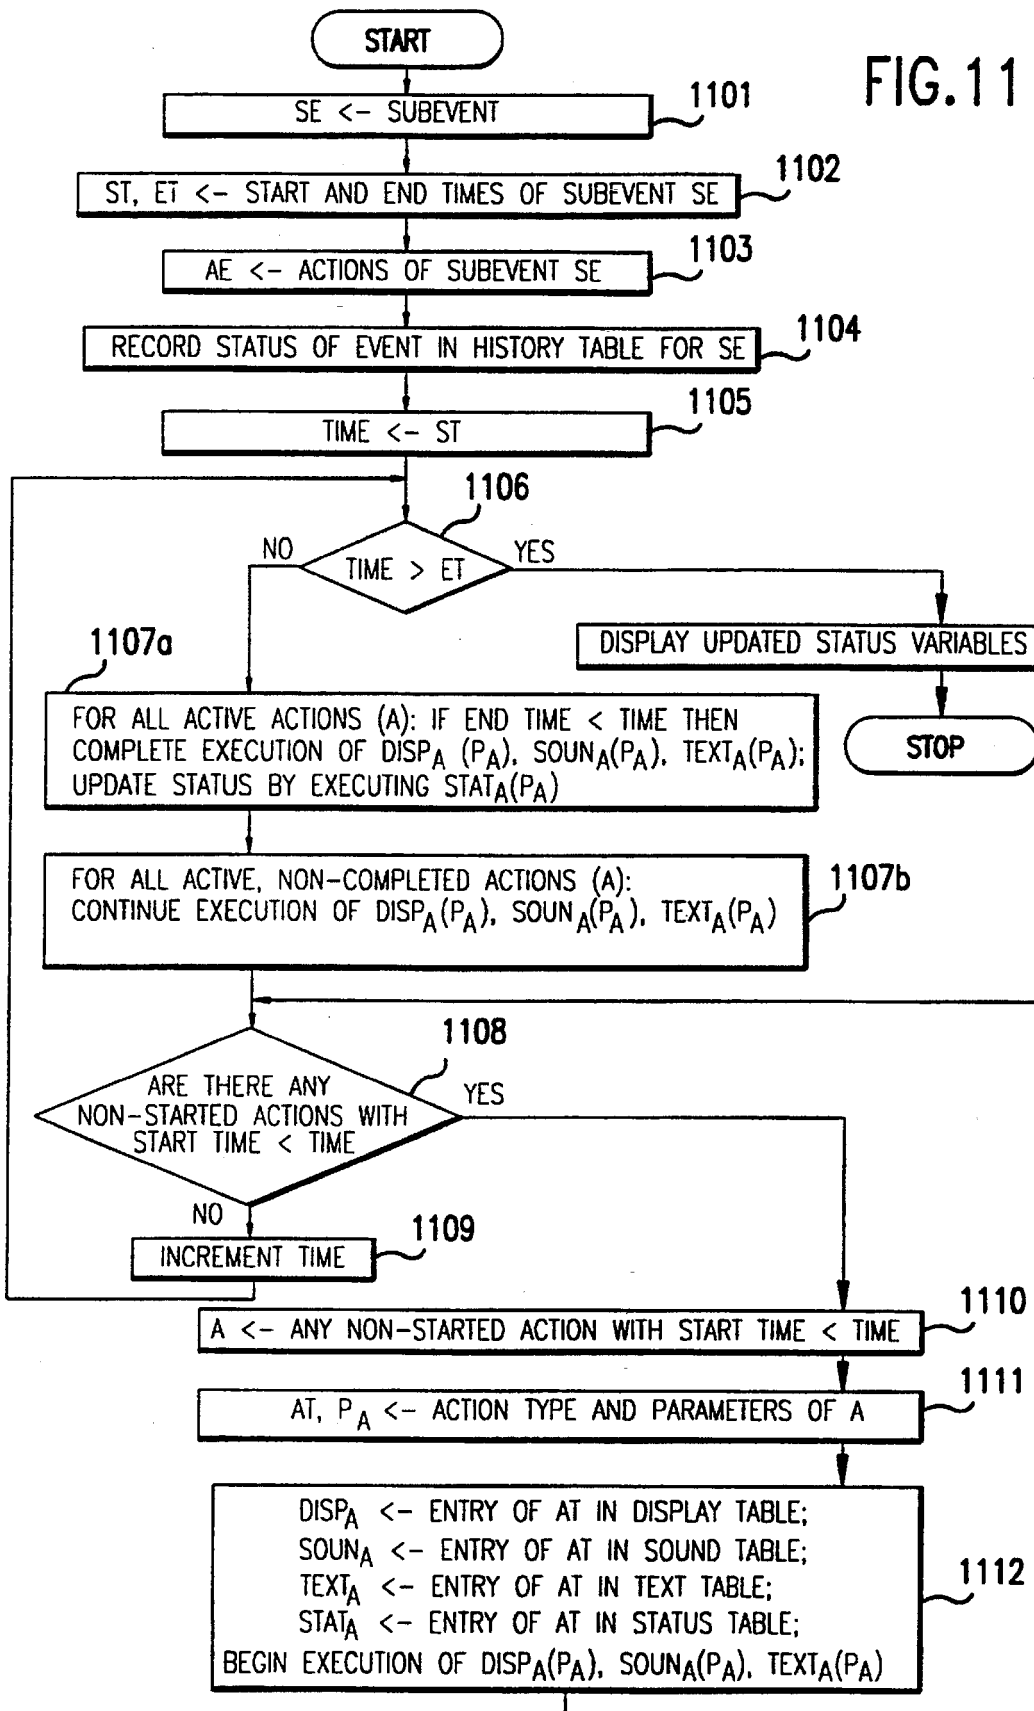 START
FIG.11
1101
SE <- SUBEVENT
1102
ST, ET <- START AND END TIMES OF SUBEVENT SE
1103
AE <- ACTIONS OF SUBEVENT SE
1104
RECORD STATUS OF EVENT IN HISTORY TABLE FOR SE
1105
TIME <- ST
1106
NO
TIME > ET
YES
DISPLAY UPDATED STATUS VARIABLES
STOP
1107a
FOR ALL ACTIVE ACTIONS (A): IF END TIME < TIME THEN
COMPLETE EXECUTION OF DISPA (PA), SOUNA(PA), TEXTA(PA);
UPDATE STATUS BY EXECUTING STATA(PA)
1107b
FOR ALL ACTIVE, NON-COMPLETED ACTIONS (A):
CONTINUE EXECUTION OF DISPA(PA), SOUNA(PA), TEXTA(PA)
1108
ARE THERE ANY
NON-STARTED ACTIONS WITH
START TIME < TIME
YES
NO
1109
INCREMENT TIME
1110
A <- ANY NON-STARTED ACTION WITH START TIME < TIME
1111
AT, PA <- ACTION TYPE AND PARAMETERS OF A
1112
DISPA <- ENTRY OF AT IN DISPLAY TABLE;
SOUNA <- ENTRY OF AT IN SOUND TABLE;
TEXTA <- ENTRY OF AT IN TEXT TABLE;
STATA <- ENTRY OF AT IN STATUS TABLE;
BEGIN EXECUTION OF DISPA(PA), SOUNA(PA), TEXTA(PA)